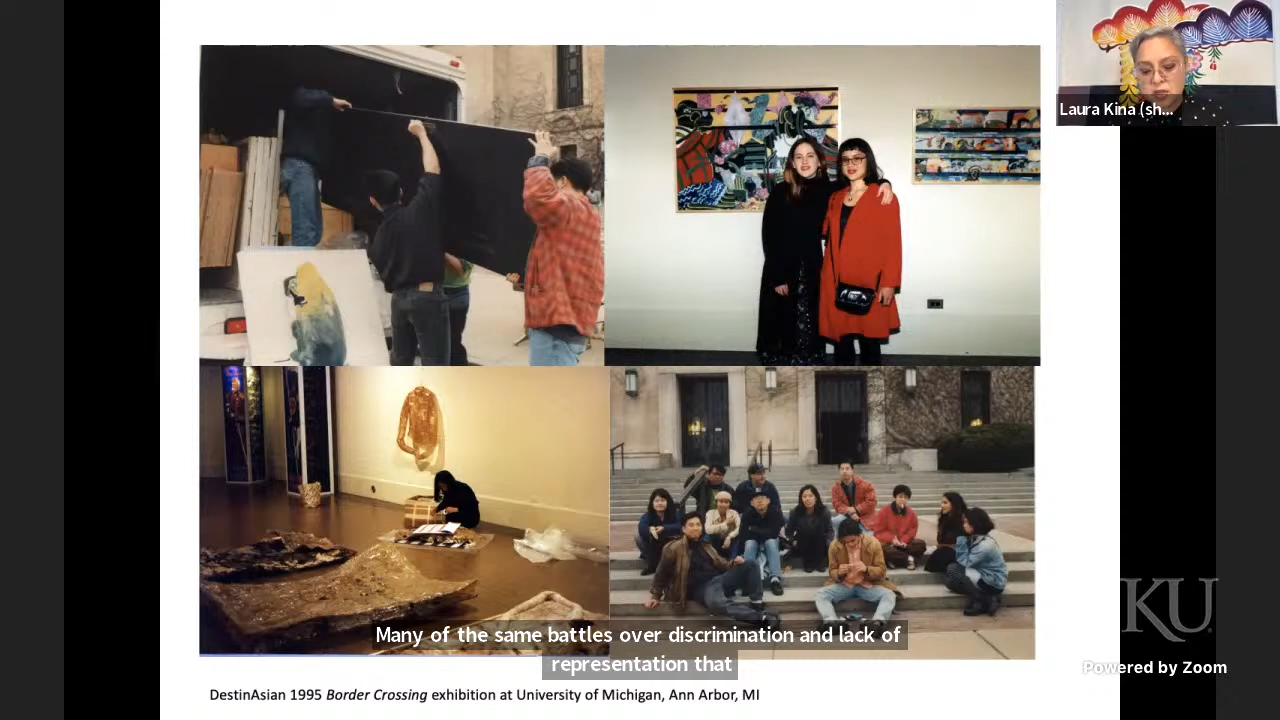 Laura Kina (sh...
Many of the same battles over discrimination and lack of
representation that
KU
Powered by Zoom
DestinAsian 1995 Border Crossing exhibition at University of Michigan, Ann Arbor, MI